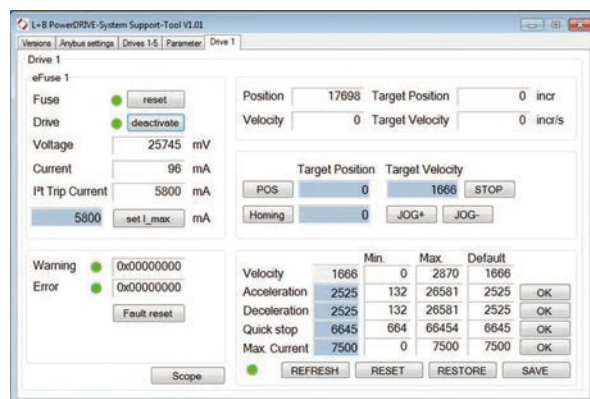 L+B PowerDRIVE-System Support-Tool V1.01
Versions Anybus settings Drives 1-5 Parameter Drive 1
Drive 1
eFuse 1
Fuse reset
Drive deactivate
Voltage 25745 mV
Current 96 mA
I²t Trip Current 5800 mA
5800 set I_max mA
Position 17698 Target Position 0 incr
Velocity 0 Target Velocity 0 incr/s
Target Position Target Velocity
POS 0 1666 STOP
Homing 0 JOG+ JOG-
Warning 0x00000000
Error 0x00000000
Fault reset
Scope
Min. Max. Default
Velocity 1666 0 2870 1666
Acceleration 2525 132 26581 2525 OK
Deceleration 2525 132 26581 2525 OK
Quick stop 6645 664 66454 6645 OK
Max. Current 7500 0 7500 7500 OK
REFRESH RESET RESTORE SAVE